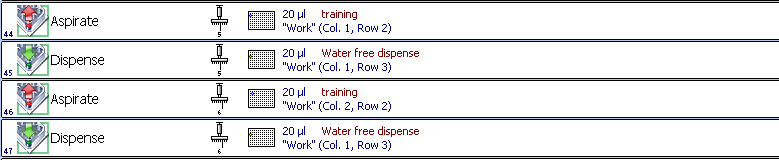 44 Aspirate 5 20 µl training
"Work" (Col. 1, Row 2)
45 Dispense 5 20 µl Water free dispense
"Work" (Col. 1, Row 3)
46 Aspirate 6 20 µl training
"Work" (Col. 2, Row 2)
47 Dispense 6 20 µl Water free dispense
"Work" (Col. 1, Row 3)